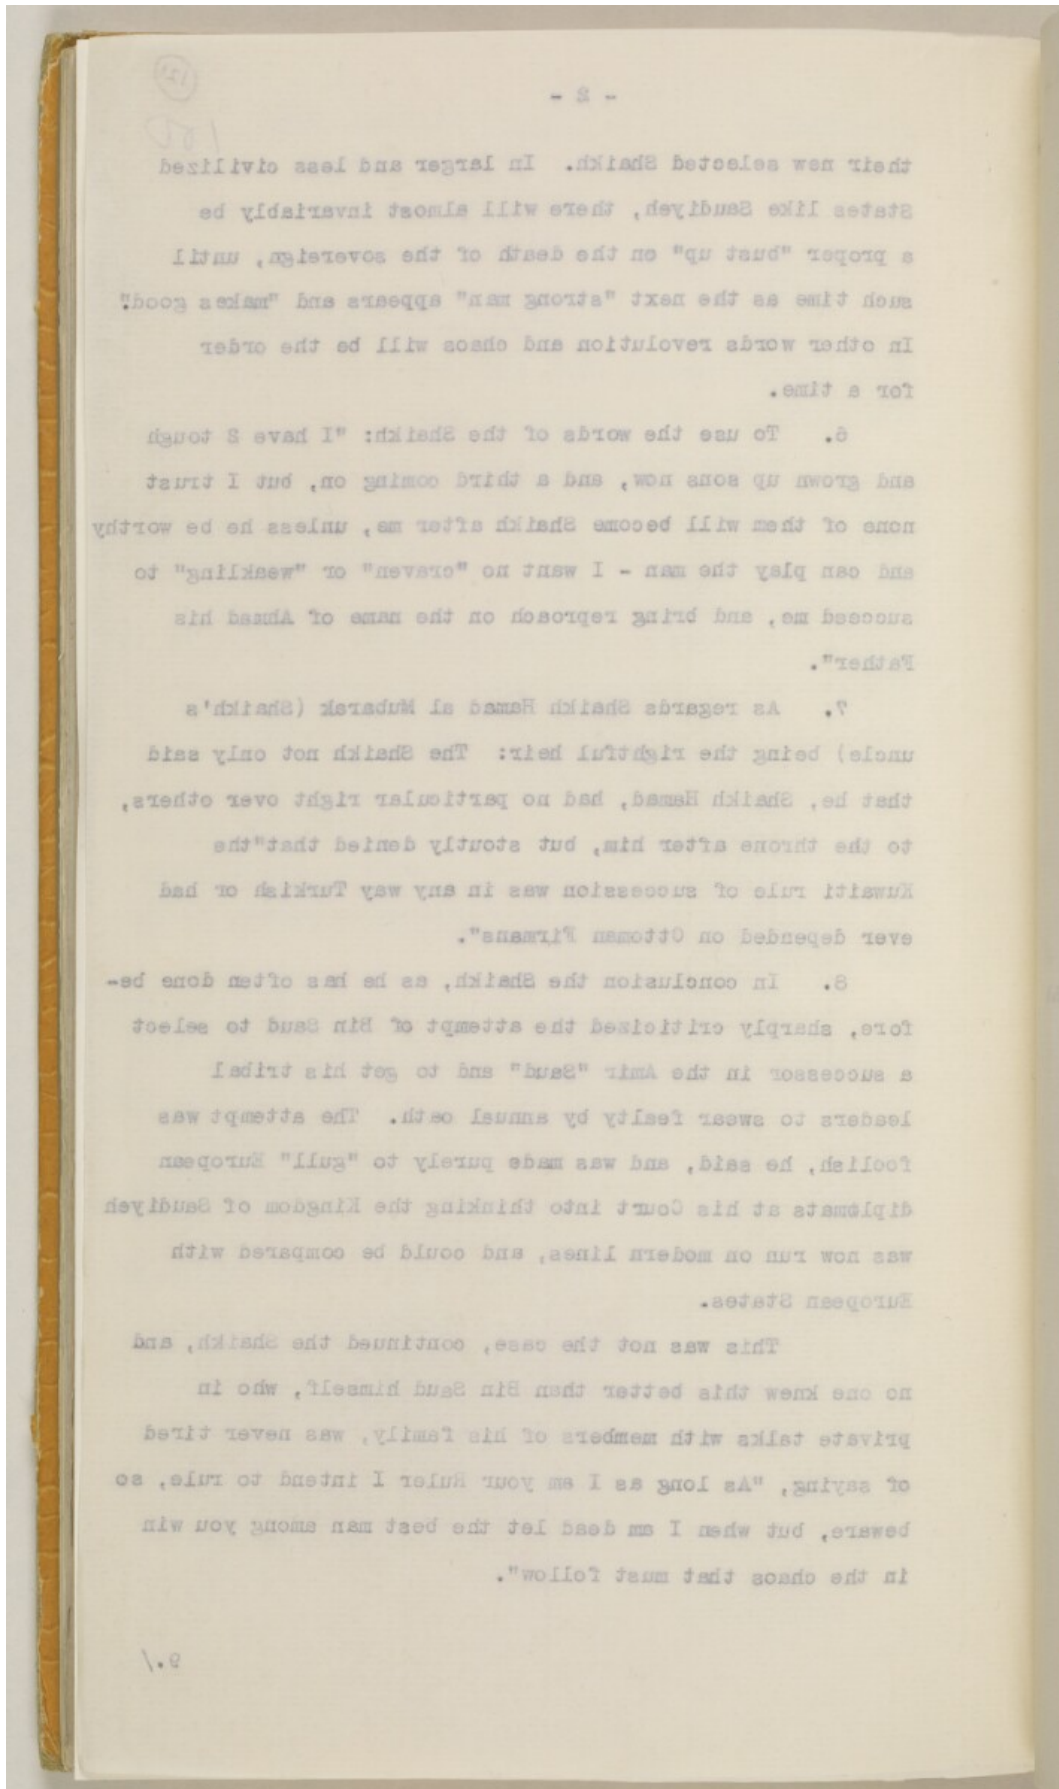 - 2 -
their new selected Shaikh. In larger and less civilized
States like Saudiyeh, there will almost invariably be
a proper "bust up" on the death of the sovereign, until
such time as the next "strong man" appears and "makes good".
In other words revolution and chaos will be the order
for a time.
6. To use the words of the Shaikh: "I have 2 tough
and grown up sons now, and a third coming on, but I trust
none of them will become Shaikh after me, unless he be worthy
and can play the man - I want no "craven" or "weakling" to
succeed me, and bring reproach on the name of Ahmad his
Father".
7. As regards Shaikh Hamad al Mubarak (Shaikh's
uncle) being the rightful heir: The Shaikh not only said
that he, Shaikh Hamad, had no particular right over others,
to the throne after him, but stoutly denied that "the
Kuwaiti rule of succession was in any way Turkish or had
ever depended on Ottoman Firmans".
8. In conclusion the Shaikh, as he has often done be-
fore, sharply criticized the attempt of Bin Saud to select
a successor in the Amir "Saud" and to get his tribal
leaders to swear fealty by annual oath. The attempt was
foolish, he said, and was made purely to "gull" European
diplomats at his Court into thinking the Kingdom of Saudiyeh
was now run on modern lines, and could be compared with
European States.
This was not the case, continued the Shaikh, and
no one knew this better than Bin Saud himself, who in
private talks with members of his family, was never tired
of saying, "As long as I am your Ruler I intend to rule, so
beware, but when I am dead let the best man among you win
in the chaos that must follow".
9./